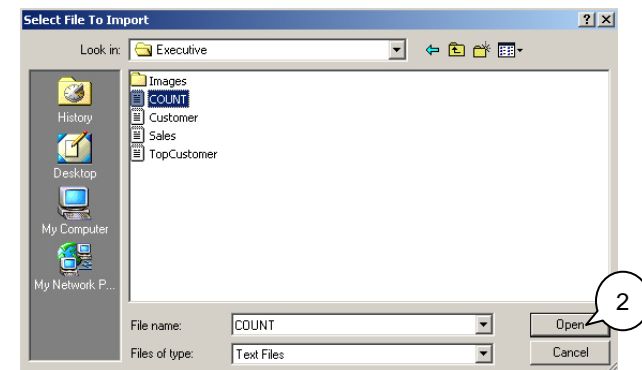 Select File To Import
Look in: Executive
History
Desktop
My Computer
My Network P...
Images
COUNT
Customer
Sales
TopCustomer
2
File name: COUNT Open
Files of type: Text Files Cancel